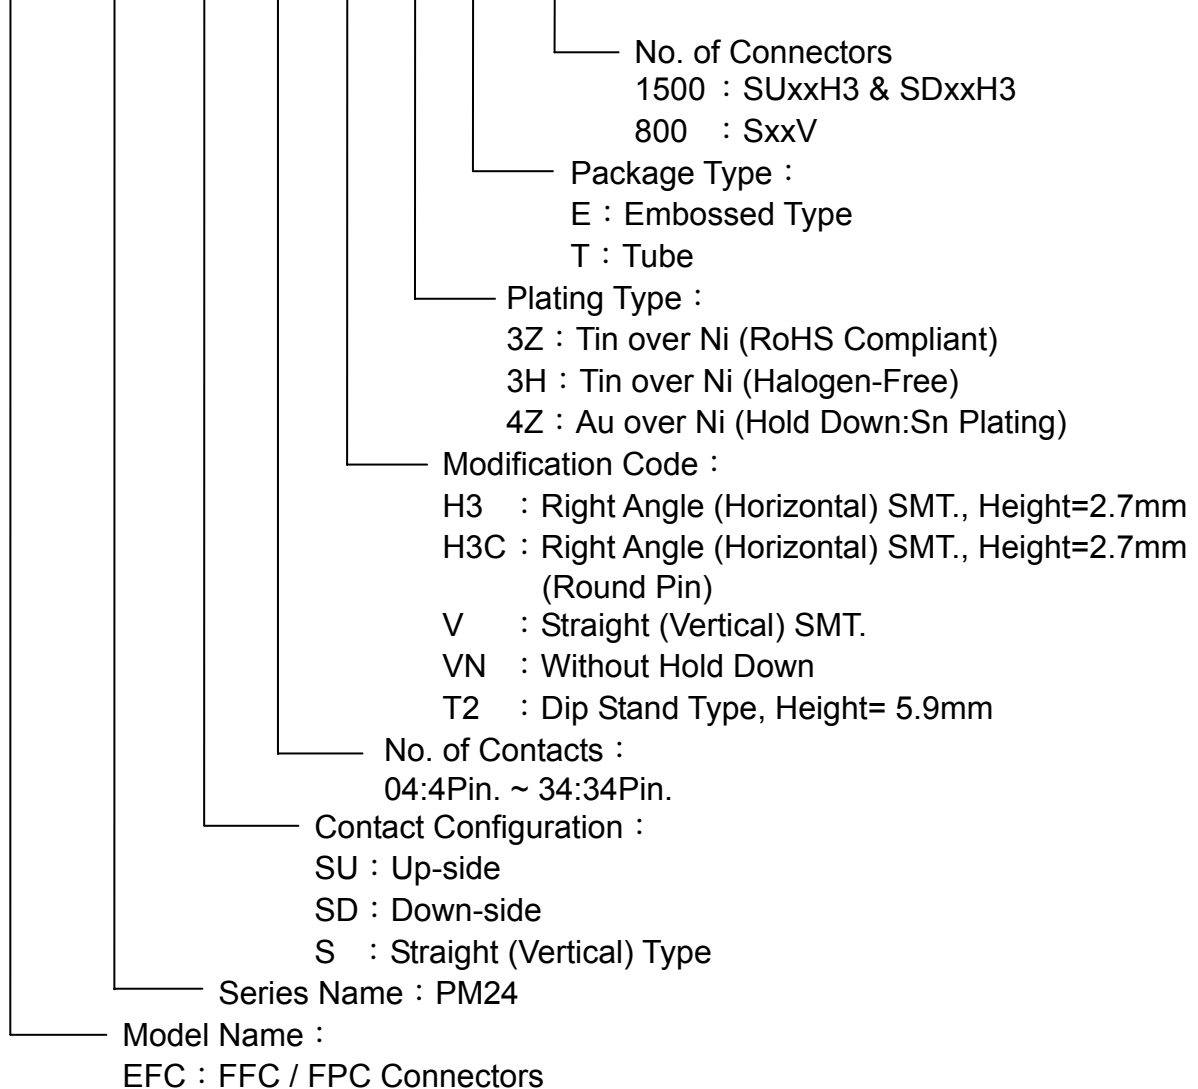 No. of Connectors
1500：SUxxH3 & SDxxH3
800 ：SxxV
Package Type：
E：Embossed Type
T：Tube
Plating Type：
3Z：Tin over Ni (RoHS Compliant)
3H：Tin over Ni (Halogen-Free)
4Z：Au over Ni (Hold Down:Sn Plating)
Modification Code：
H3 ：Right Angle (Horizontal) SMT., Height=2.7mm
H3C：Right Angle (Horizontal) SMT., Height=2.7mm
(Round Pin)
V ：Straight (Vertical) SMT.
VN ：Without Hold Down
T2 ：Dip Stand Type, Height= 5.9mm
No. of Contacts：
04:4Pin. ~ 34:34Pin.
Contact Configuration：
SU：Up-side
SD：Down-side
S ：Straight (Vertical) Type
Series Name：PM24
Model Name：
EFC：FFC / FPC Connectors